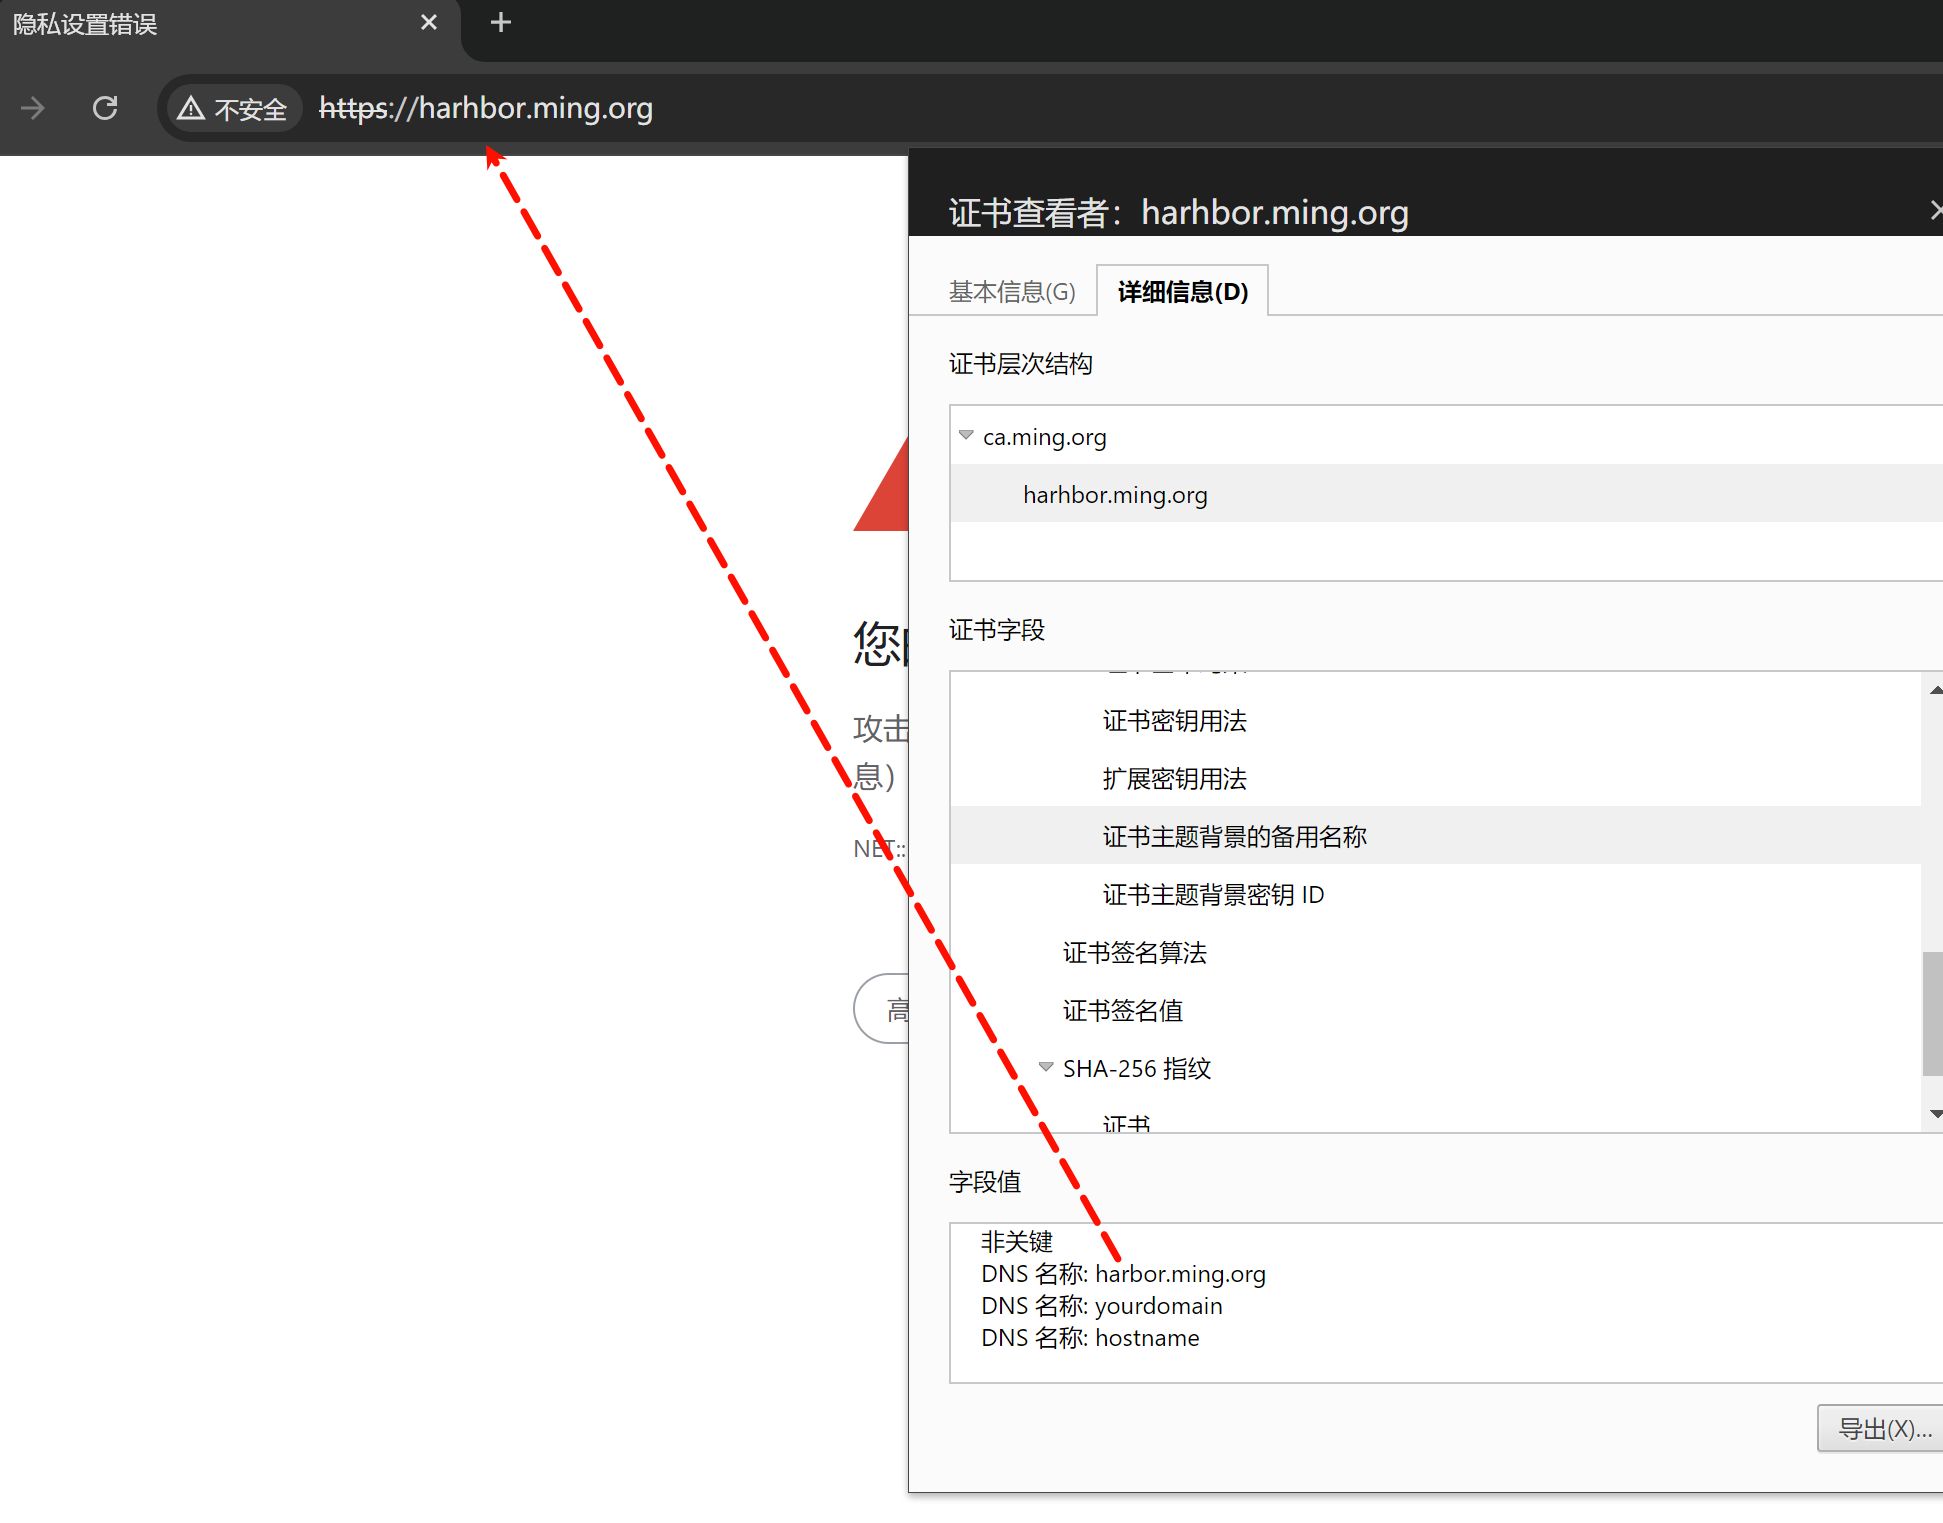 隐私设置错误
不安全 https://harhbor.ming.org
证书查看者：harhbor.ming.org
基本信息(G) 详细信息(D)
证书层次结构
ca.ming.org
harhbor.ming.org
您
证书字段
证书密钥用法
攻击
息）
扩展密钥用法
证书主题背景的备用名称
NET::
证书主题背景密钥 ID
证书签名算法
高
证书签名值
SHA-256 指纹
证书
字段值
非关键
DNS 名称: harbor.ming.org
DNS 名称: yourdomain
DNS 名称: hostname
导出(X)...